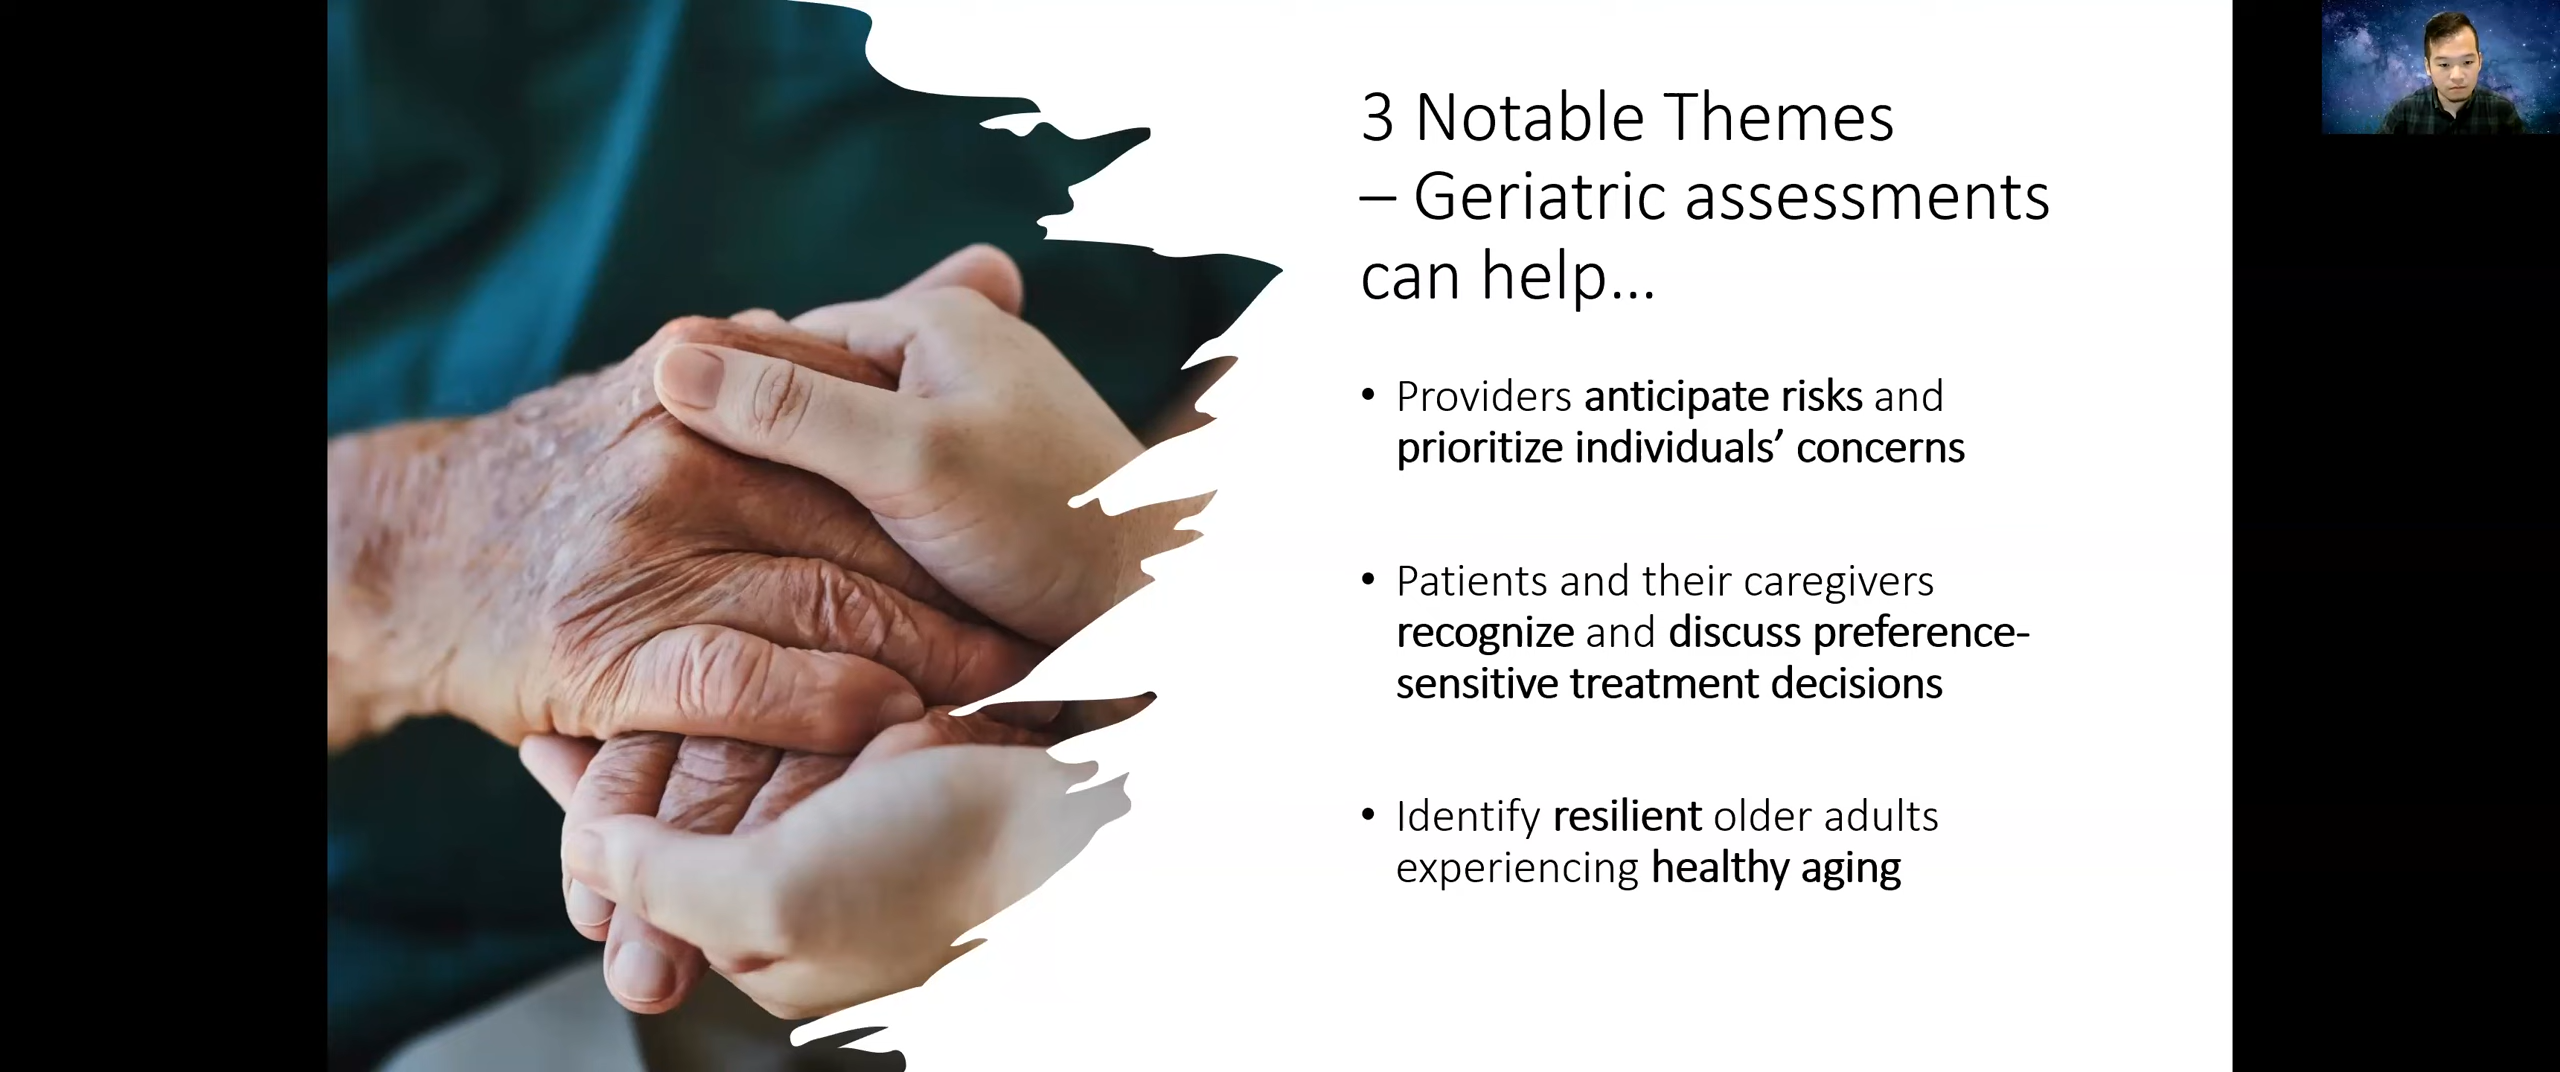 3 Notable Themes
– Geriatric assessments
can help...
• Providers anticipate risks and
prioritize individuals’ concerns
• Patients and their caregivers
recognize and discuss preference-
sensitive treatment decisions
• Identify resilient older adults
experiencing healthy aging